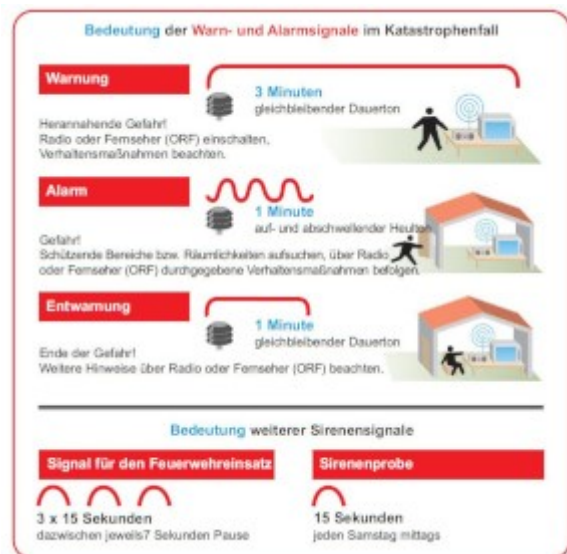 Bedeutung der Warn- und Alarmsignale im Katastrophenfall
Warnung
3 Minuten
gleichbleibender Dauerton
Herannahende Gefahr!
Radio oder Fernseher (ORF) einschalten,
Verhaltensmaßnahmen beachten.
Alarm
1 Minute
auf- und abschwellender Heulton
Gefahr!
Schützende Bereiche bzw. Räumlichkeiten aufsuchen, über Radio
oder Fernseher (ORF) durchgegebene Verhaltensmaßnahmen befolgen.
Entwarnung
1 Minute
gleichbleibender Dauerton
Ende der Gefahr!
Weitere Hinweise über Radio oder Fernseher (ORF) beachten.
Bedeutung weiterer Sirenensignale
Signal für den Feuerwehreinsatz
3 x 15 Sekunden
dazwischen jeweils7 Sekunden Pause
Sirenenprobe
15 Sekunden
jeden Samstag mittags